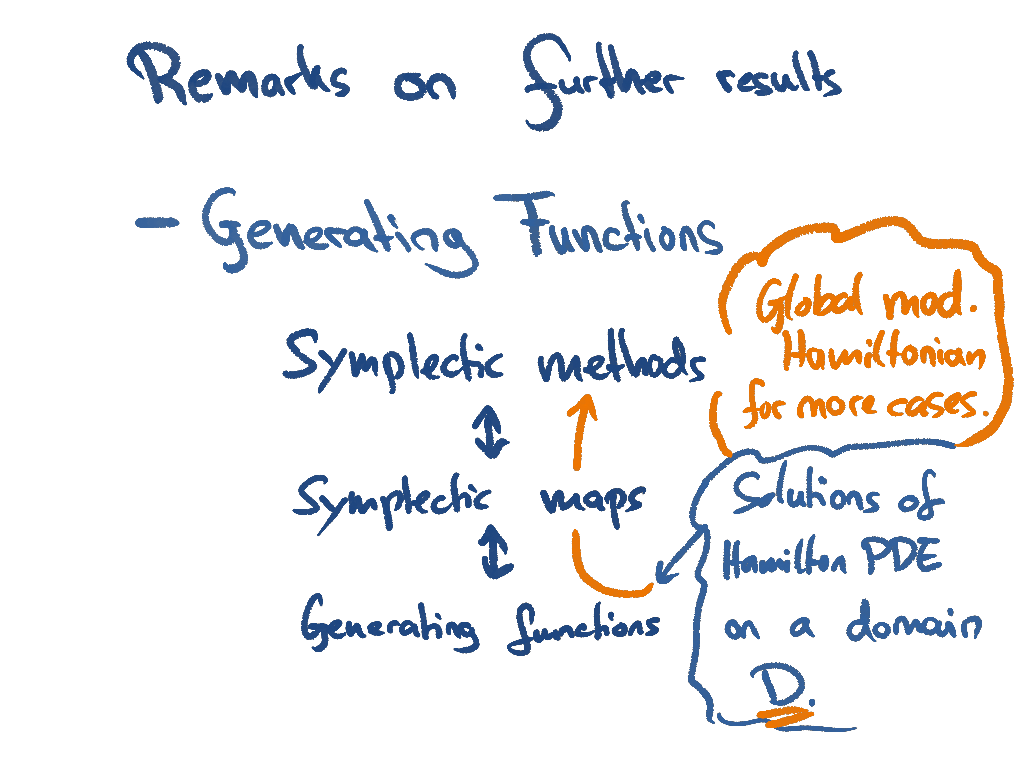 Remarks on further results
- Generating Functions
Symplectic methods
Symplectic maps
Generating functions
Global mod.
Hamiltonian
for more cases.
Solutions of
Hamilton PDE
on a domain
D.